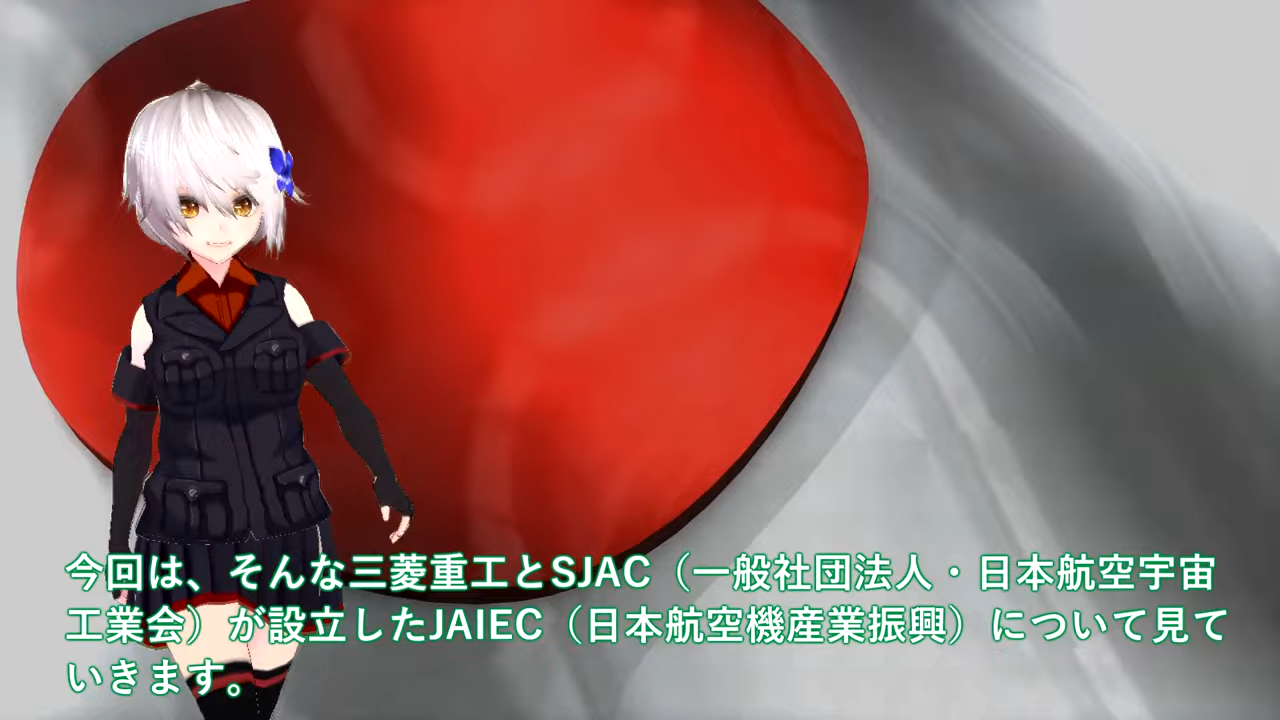 今回は、そんな三菱重工とSJAC（一般社団法人・日本航空宇宙
工業会）が設立したJAIEC（日本航空機産業振興）について見て
いきます。